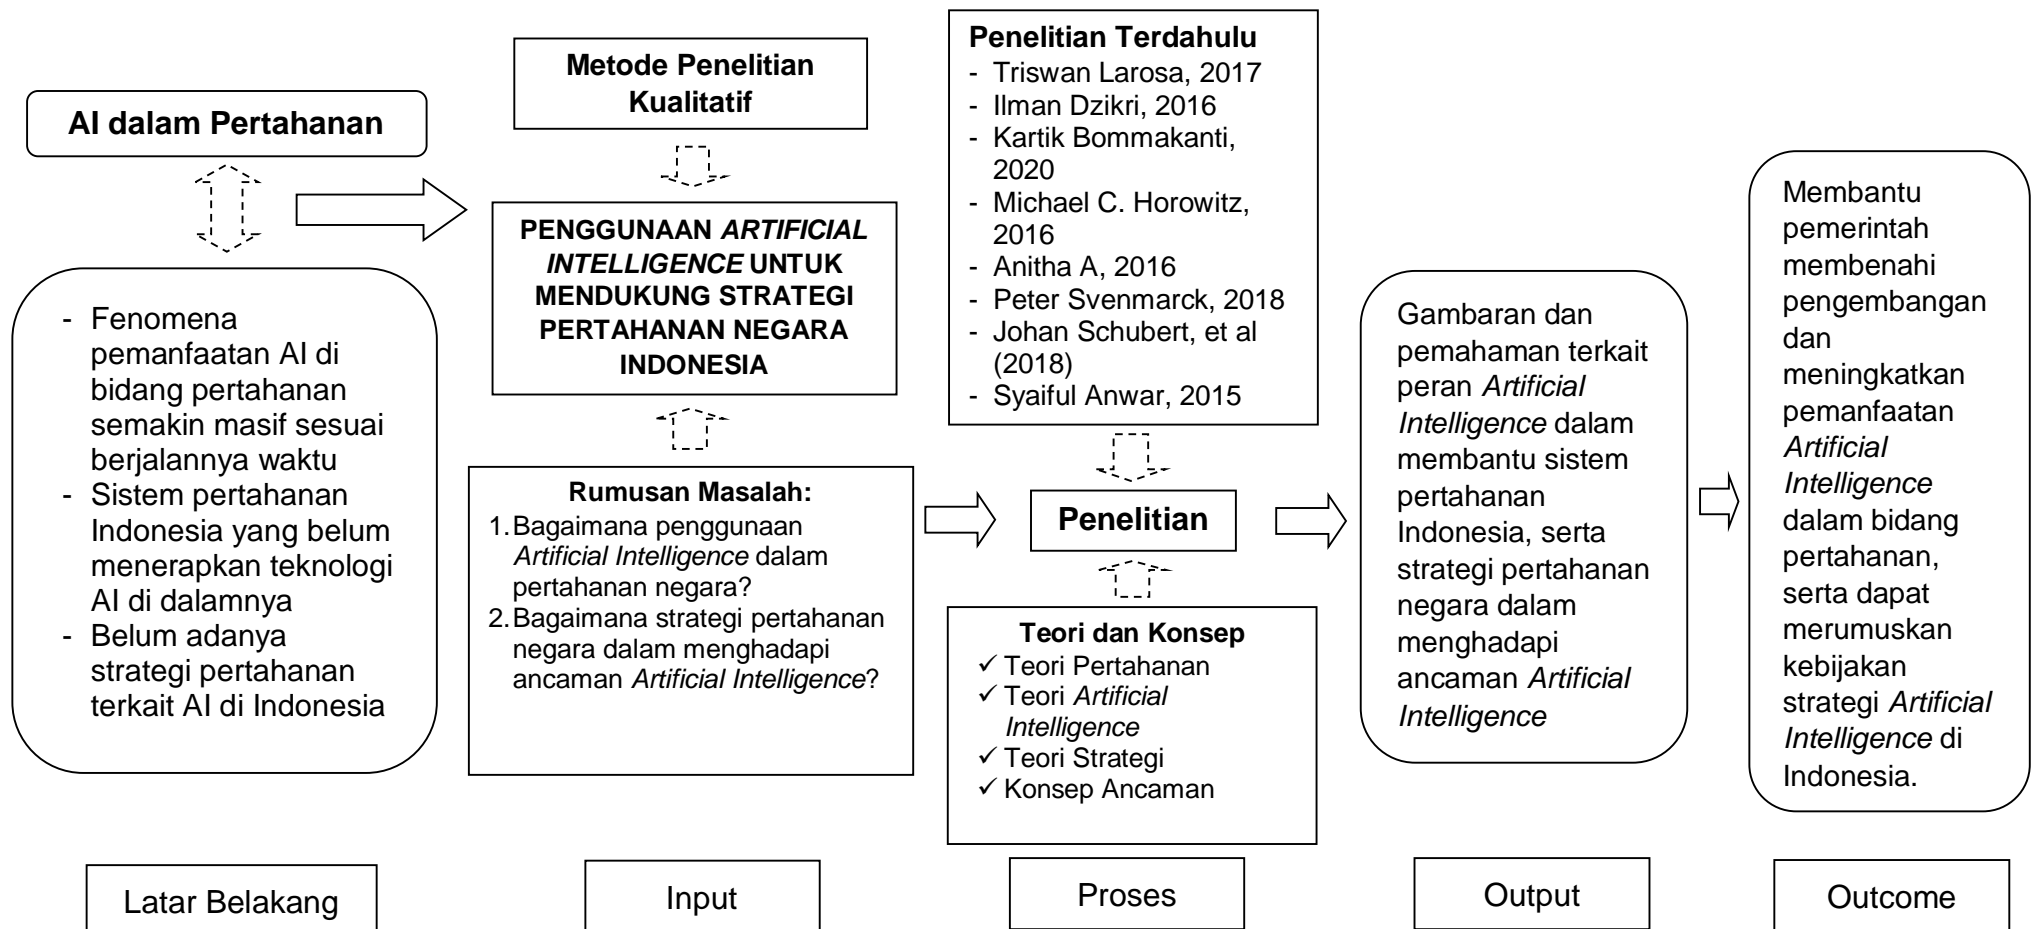 AI dalam Pertahanan
- Fenomena
pemanfaatan AI di
bidang pertahanan
semakin masif sesuai
berjalannya waktu
- Sistem pertahanan
Indonesia yang belum
menerapkan teknologi
AI di dalamnya
- Belum adanya
strategi pertahanan
terkait AI di Indonesia
Latar Belakang
Metode Penelitian
Kualitatif
PENGGUNAAN ARTIFICIAL
INTELLIGENCE UNTUK
MENDUKUNG STRATEGI
PERTAHANAN NEGARA
INDONESIA
Rumusan Masalah:
1. Bagaimana penggunaan
Artificial Intelligence dalam
pertahanan negara?
2. Bagaimana strategi pertahanan
negara dalam menghadapi
ancaman Artificial Intelligence?
Input
Penelitian Terdahulu
- Triswan Larosa, 2017
- Ilman Dzikri, 2016
- Kartik Bommakanti,
2020
- Michael C. Horowitz,
2016
- Anitha A, 2016
- Peter Svenmarck, 2018
- Johan Schubert, et al
(2018)
- Syaiful Anwar, 2015
Penelitian
Teori dan Konsep
✓ Teori Pertahanan
✓ Teori Artificial
Intelligence
✓ Teori Strategi
✓ Konsep Ancaman
Proses
Gambaran dan
pemahaman terkait
peran Artificial
Intelligence dalam
membantu sistem
pertahanan
Indonesia, serta
strategi pertahanan
negara dalam
menghadapi
ancaman Artificial
Intelligence
Output
Membantu
pemerintah
membenahi
pengembangan
dan
meningkatkan
pemanfaatan
Artificial
Intelligence
dalam bidang
pertahanan,
serta dapat
merumuskan
kebijakan
strategi Artificial
Intelligence di
Indonesia.
Outcome